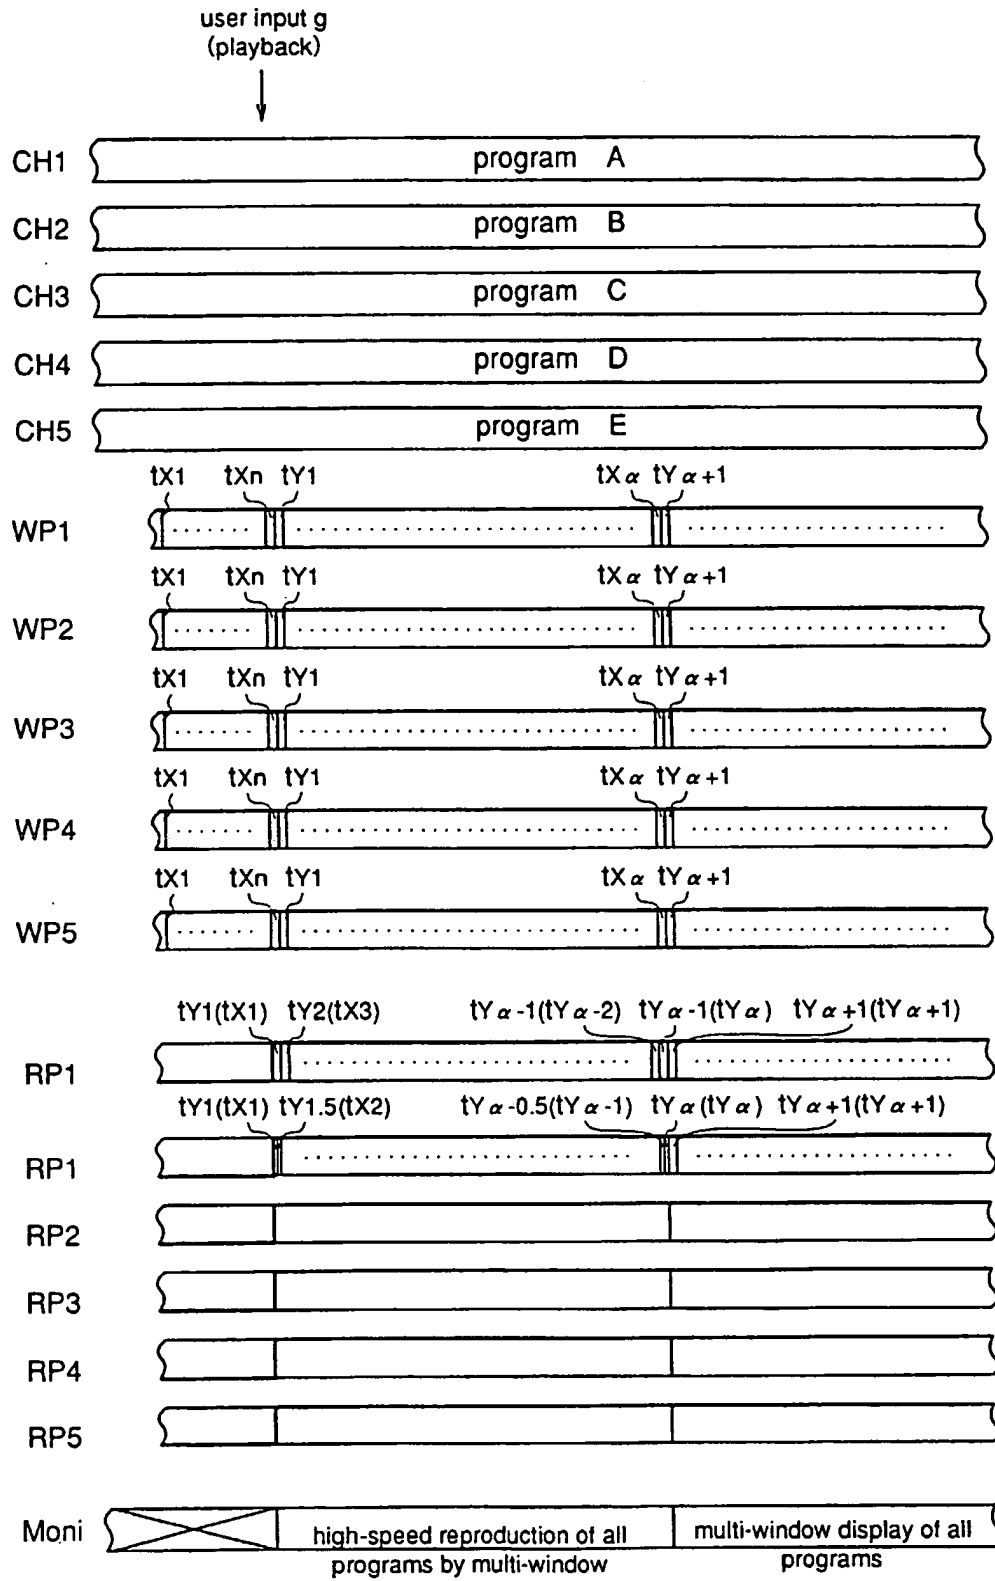 user input g
(playback)
CH1 program A
CH2 program B
CH3 program C
CH4 program D
CH5 program E
tX1 tXn tY1 tXα tYα+1
WP1
tX1 tXn tY1 tXα tYα+1
WP2
tX1 tXn tY1 tXα tYα+1
WP3
tX1 tXn tY1 tXα tYα+1
WP4
tX1 tXn tY1 tXα tYα+1
WP5
tY1(tX1) tY2(tX3) tYα-1(tYα-2) tYα-1(tYα) tYα+1(tYα+1)
RP1
tY1(tX1) tY1.5(tX2) tYα-0.5(tYα-1) tYα(tYα) tYα+1(tYα+1)
RP1
RP2
RP3
RP4
RP5
Moni high-speed reproduction of all multi-window display of all
programs by multi-window programs